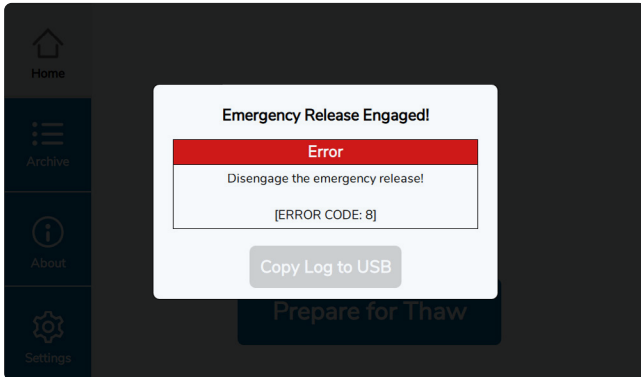 Home
Archive
About
Settings
Emergency Release Engaged!
Error
Disengage the emergency release!
[ERROR CODE: 8]
Copy Log to USB
Prepare for Thaw